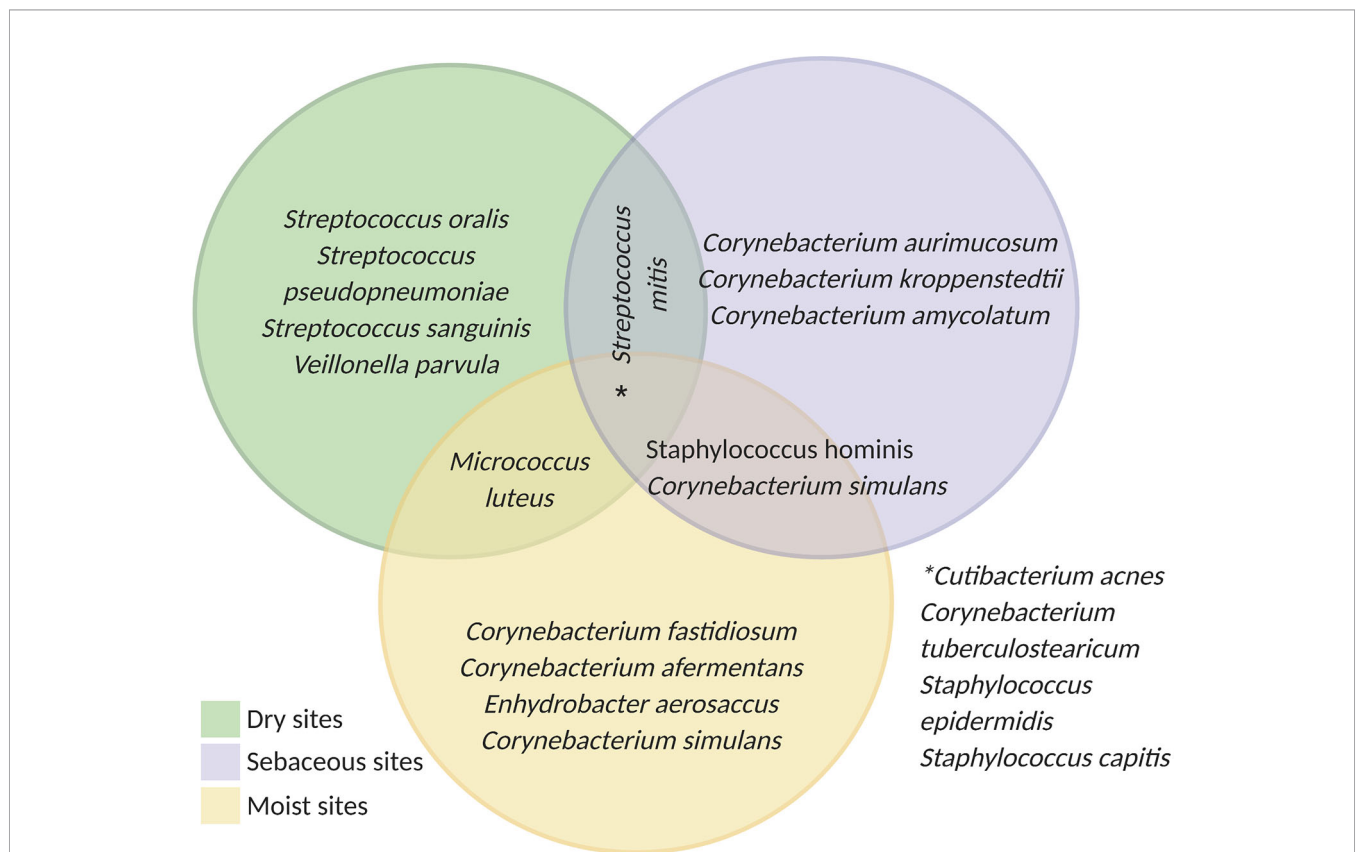 Streptococcus oralis
Streptococcus
pseudopneumoniae
Streptococcus sanguinis
Veillonella parvula
Streptococcus
mitis
*
Corynebacterium aurimucosum
Corynebacterium kroppenstedtii
Corynebacterium amycolatum
Micrococcus
luteus
Staphylococcus hominis
Corynebacterium simulans
Corynebacterium fastidiosum
Corynebacterium afermentans
Enhydrobacter aerosaccus
Corynebacterium simulans
*Cutibacterium acnes
Corynebacterium
tuberculostearicum
Staphylococcus
epidermidis
Staphylococcus capitis
Dry sites
Sebaceous sites
Moist sites